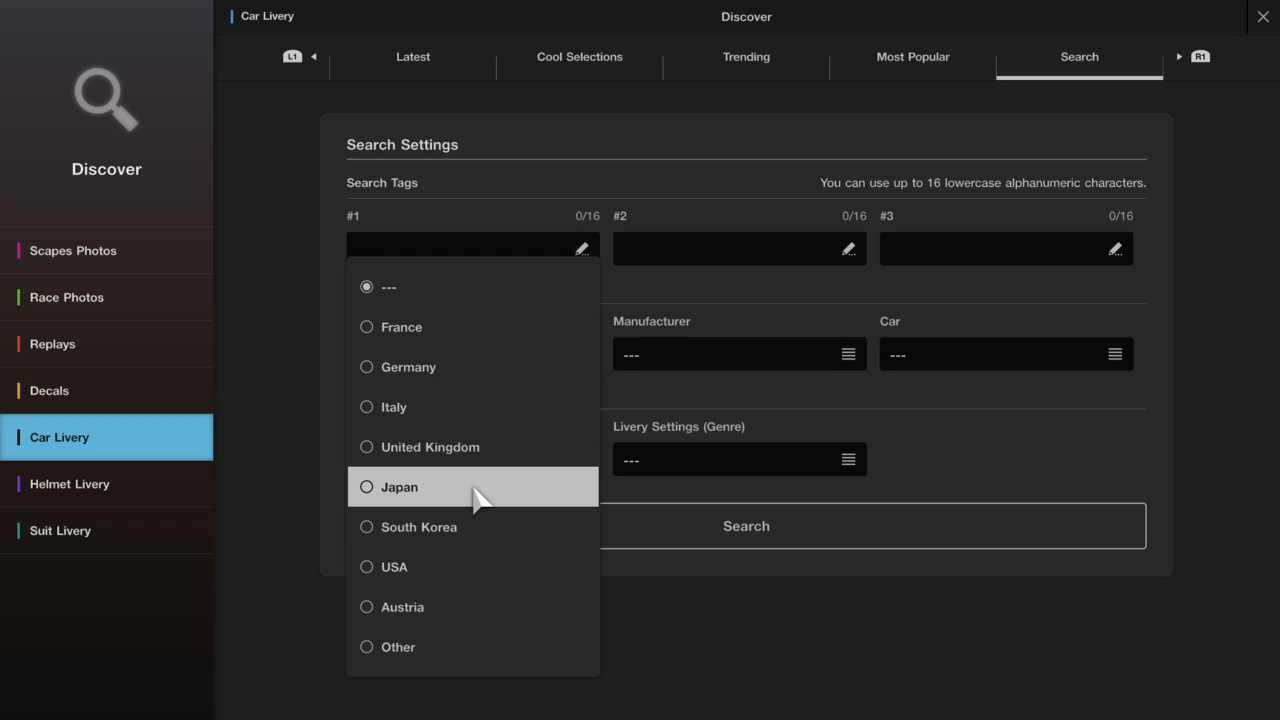 Car Livery
Discover
L1
Latest
Cool Selections
Trending
Most Popular
Search
R1
Discover
Scapes Photos
Race Photos
Replays
Decals
Car Livery
Helmet Livery
Suit Livery
Search Settings
Search Tags
You can use up to 16 lowercase alphanumeric characters.
#1 0/16
#2 0/16
#3 0/16
---
France
Germany
Italy
United Kingdom
Japan
South Korea
USA
Austria
Other
Manufacturer
---
Car
---
Livery Settings (Genre)
---
Search